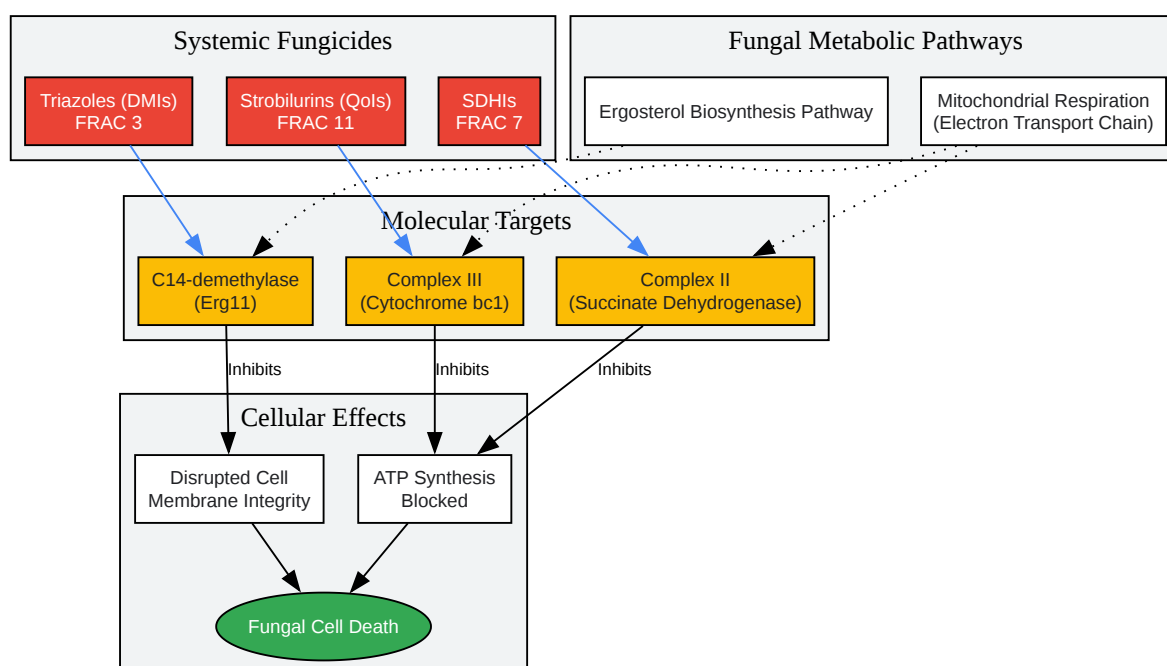 Systemic Fungicides
Fungal Metabolic Pathways
Triazoles (DMIs)
FRAC 3
Strobilurins (QoIs)
FRAC 11
SDHIs
FRAC 7
Ergosterol Biosynthesis Pathway
Mitochondrial Respiration
(Electron Transport Chain)
Molecular Targets
C14-demethylase
(Erg11)
Complex III
(Cytochrome bc1)
Complex II
(Succinate Dehydrogenase)
Inhibits
Inhibits
Inhibits
Cellular Effects
Disrupted Cell
Membrane Integrity
ATP Synthesis
Blocked
Fungal Cell Death